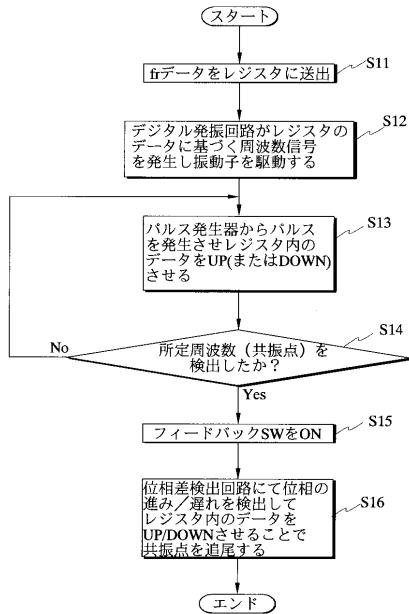 スタート
S11
frデータをレジスタに送出
S12
デジタル発振回路がレジスタの
データに基づく周波数信号
を発生し振動子を駆動する
S13
パルス発生器からパルス
を発生させレジスタ内の
データをUP(またはDOWN)
させる
S14
No
所定周波数（共振点）を
検出したか？
Yes
S15
フィードバックSWをON
S16
位相差検出回路にて位相の
進み／遅れを検出して
レジスタ内のデータを
UP/DOWNさせることで
共振点を追尾する
エンド